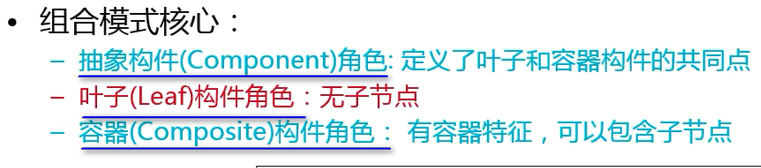 • 组合模式核心：
– 抽象构件(Component)角色: 定义了叶子和容器构件的共同点
– 叶子(Leaf)构件角色：无子节点
– 容器(Composite)构件角色： 有容器特征，可以包含子节点